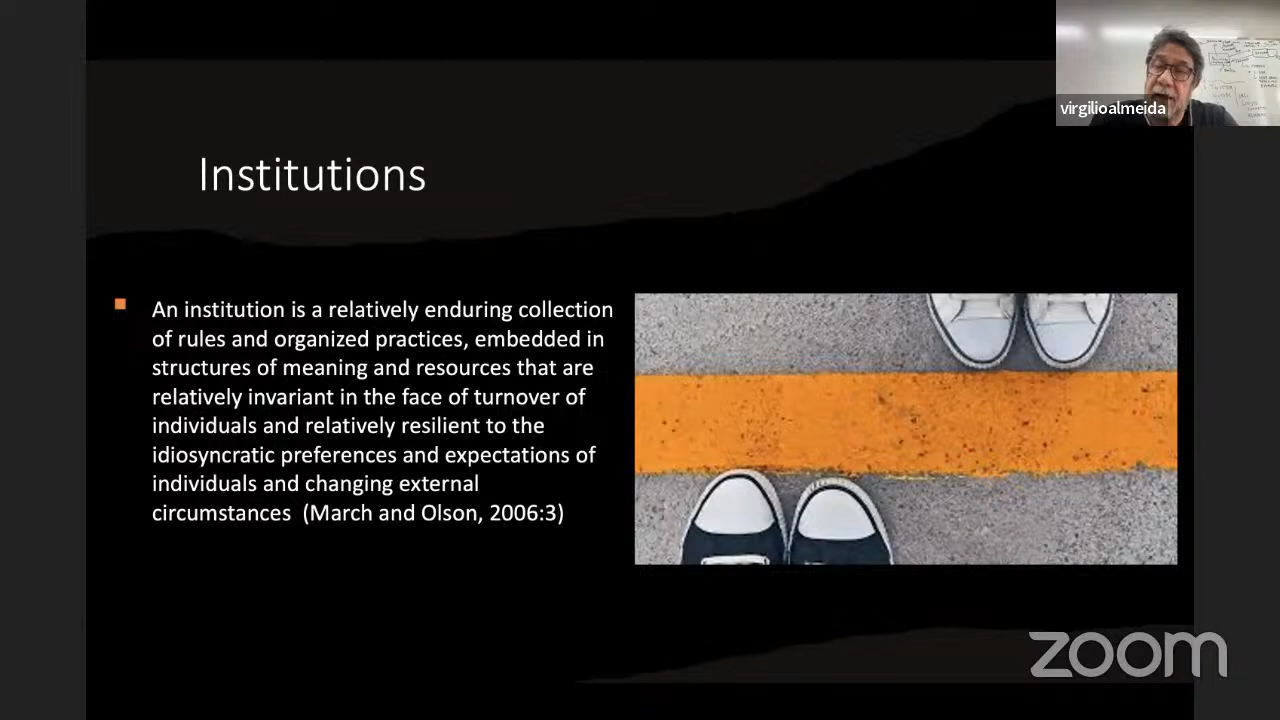 virgilioalmeida
Institutions
An institution is a relatively enduring collection
of rules and organized practices, embedded in
structures of meaning and resources that are
relatively invariant in the face of turnover of
individuals and relatively resilient to the
idiosyncratic preferences and expectations of
individuals and changing external
circumstances (March and Olson, 2006:3)
zoom